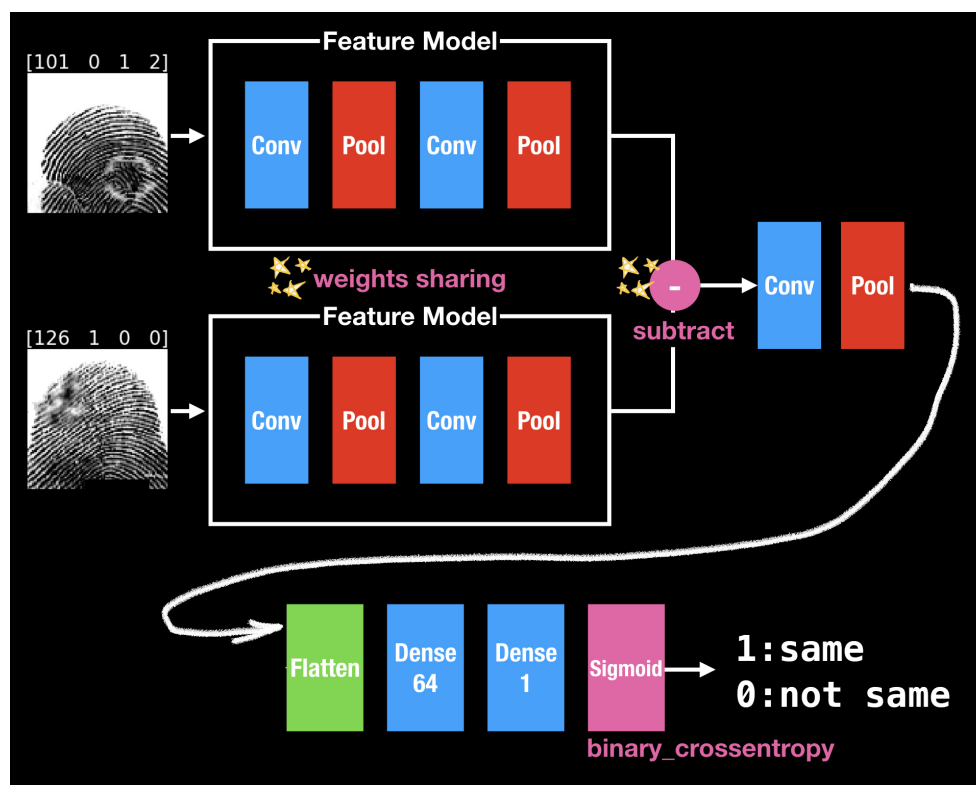 Feature Model
[101 0 1 2]
Conv
Pool
Conv
Pool
weights sharing
-
subtract
Conv
Pool
Feature Model
[126 1 0 0]
Conv
Pool
Conv
Pool
Flatten
Dense
64
Dense
1
Sigmoid
1:same
0:not same
binary_crossentropy